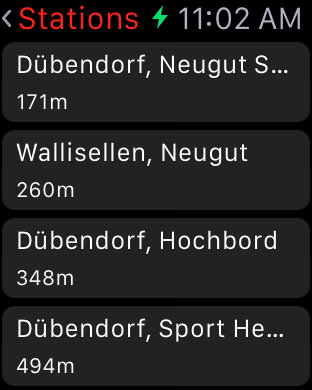 Stations 11:02 AM
Dübendorf, Neugut S...
171m
Wallisellen, Neugut
260m
Dübendorf, Hochbord
348m
Dübendorf, Sport He...
494m